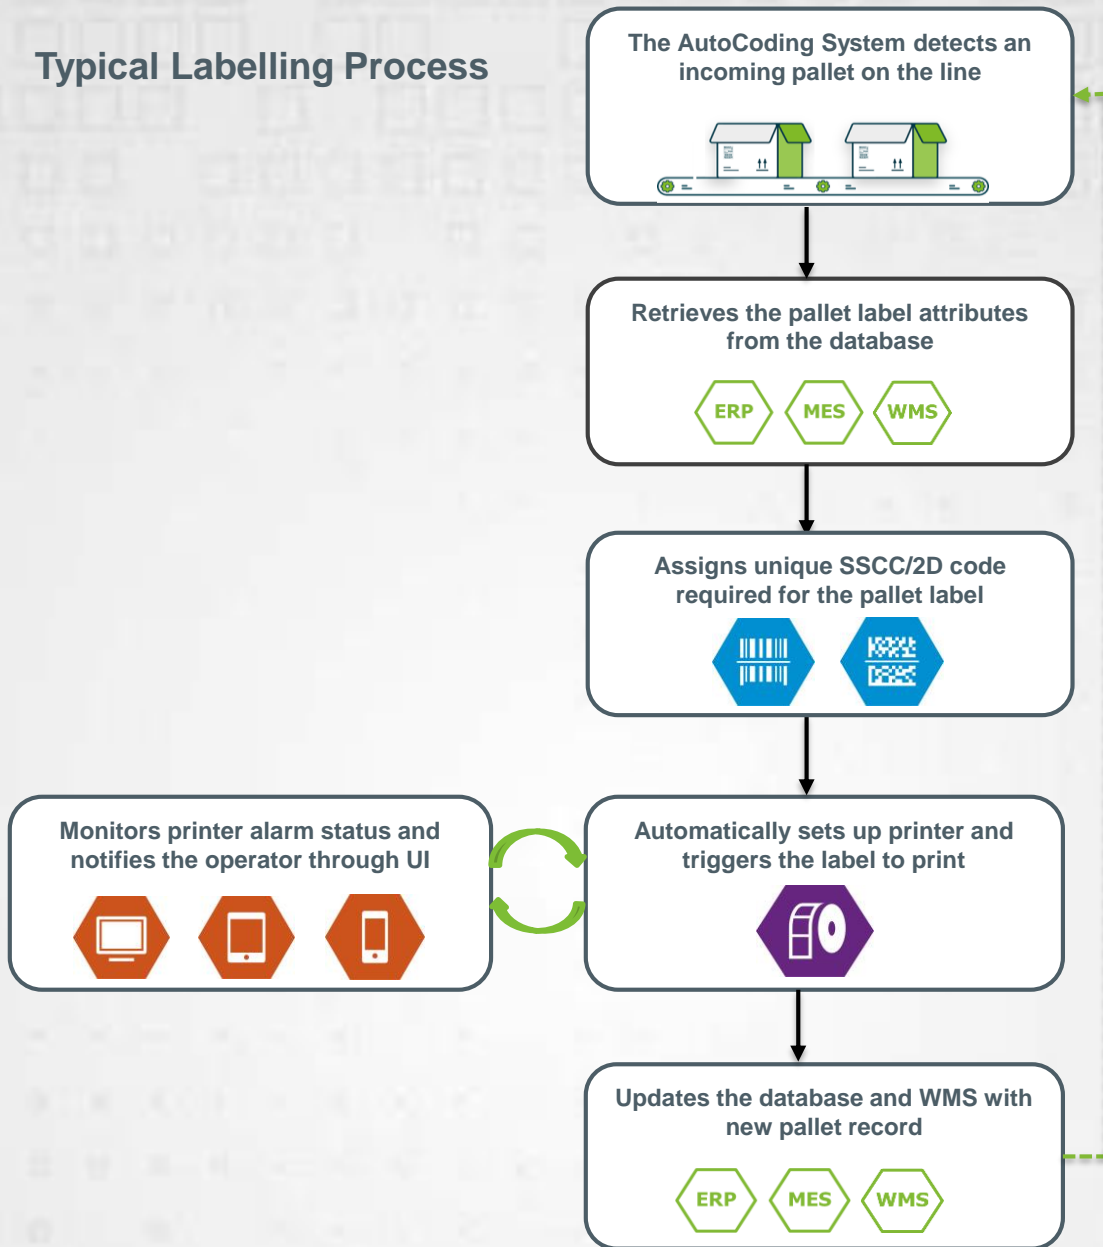 Typical Labelling Process
The AutoCoding System detects an
incoming pallet on the line
Retrieves the pallet label attributes
from the database
ERP
MES
WMS
Assigns unique SSCC/2D code
required for the pallet label
Monitors printer alarm status and
notifies the operator through UI
Automatically sets up printer and
triggers the label to print
Updates the database and WMS with
new pallet record
ERP
MES
WMS